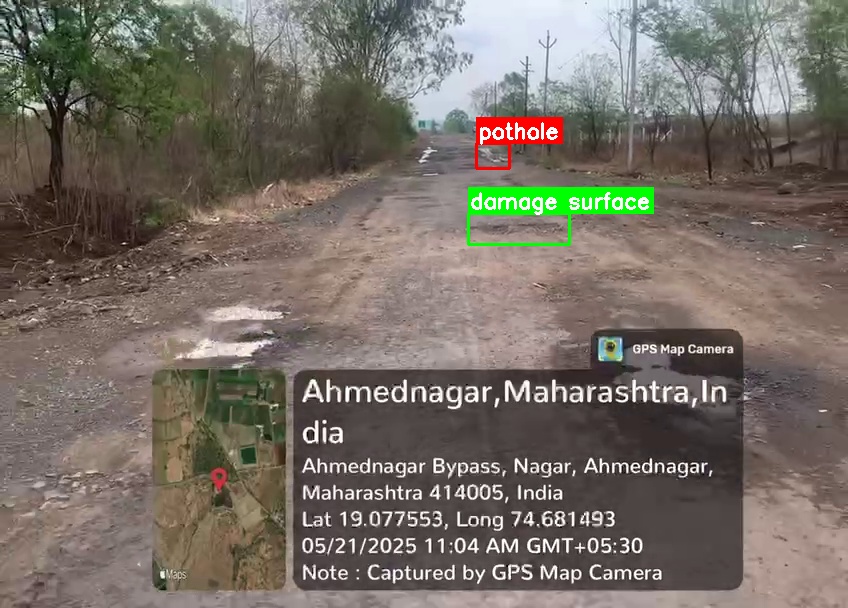 pothole
damage surface
GPS Map Camera
Ahmednagar,Maharashtra,In
dia
Ahmednagar Bypass, Nagar, Ahmednagar,
Maharashtra 414005, India
Lat 19.077553, Long 74.681493
05/21/2025 11:04 AM GMT+05:30
Note : Captured by GPS Map Camera
Maps